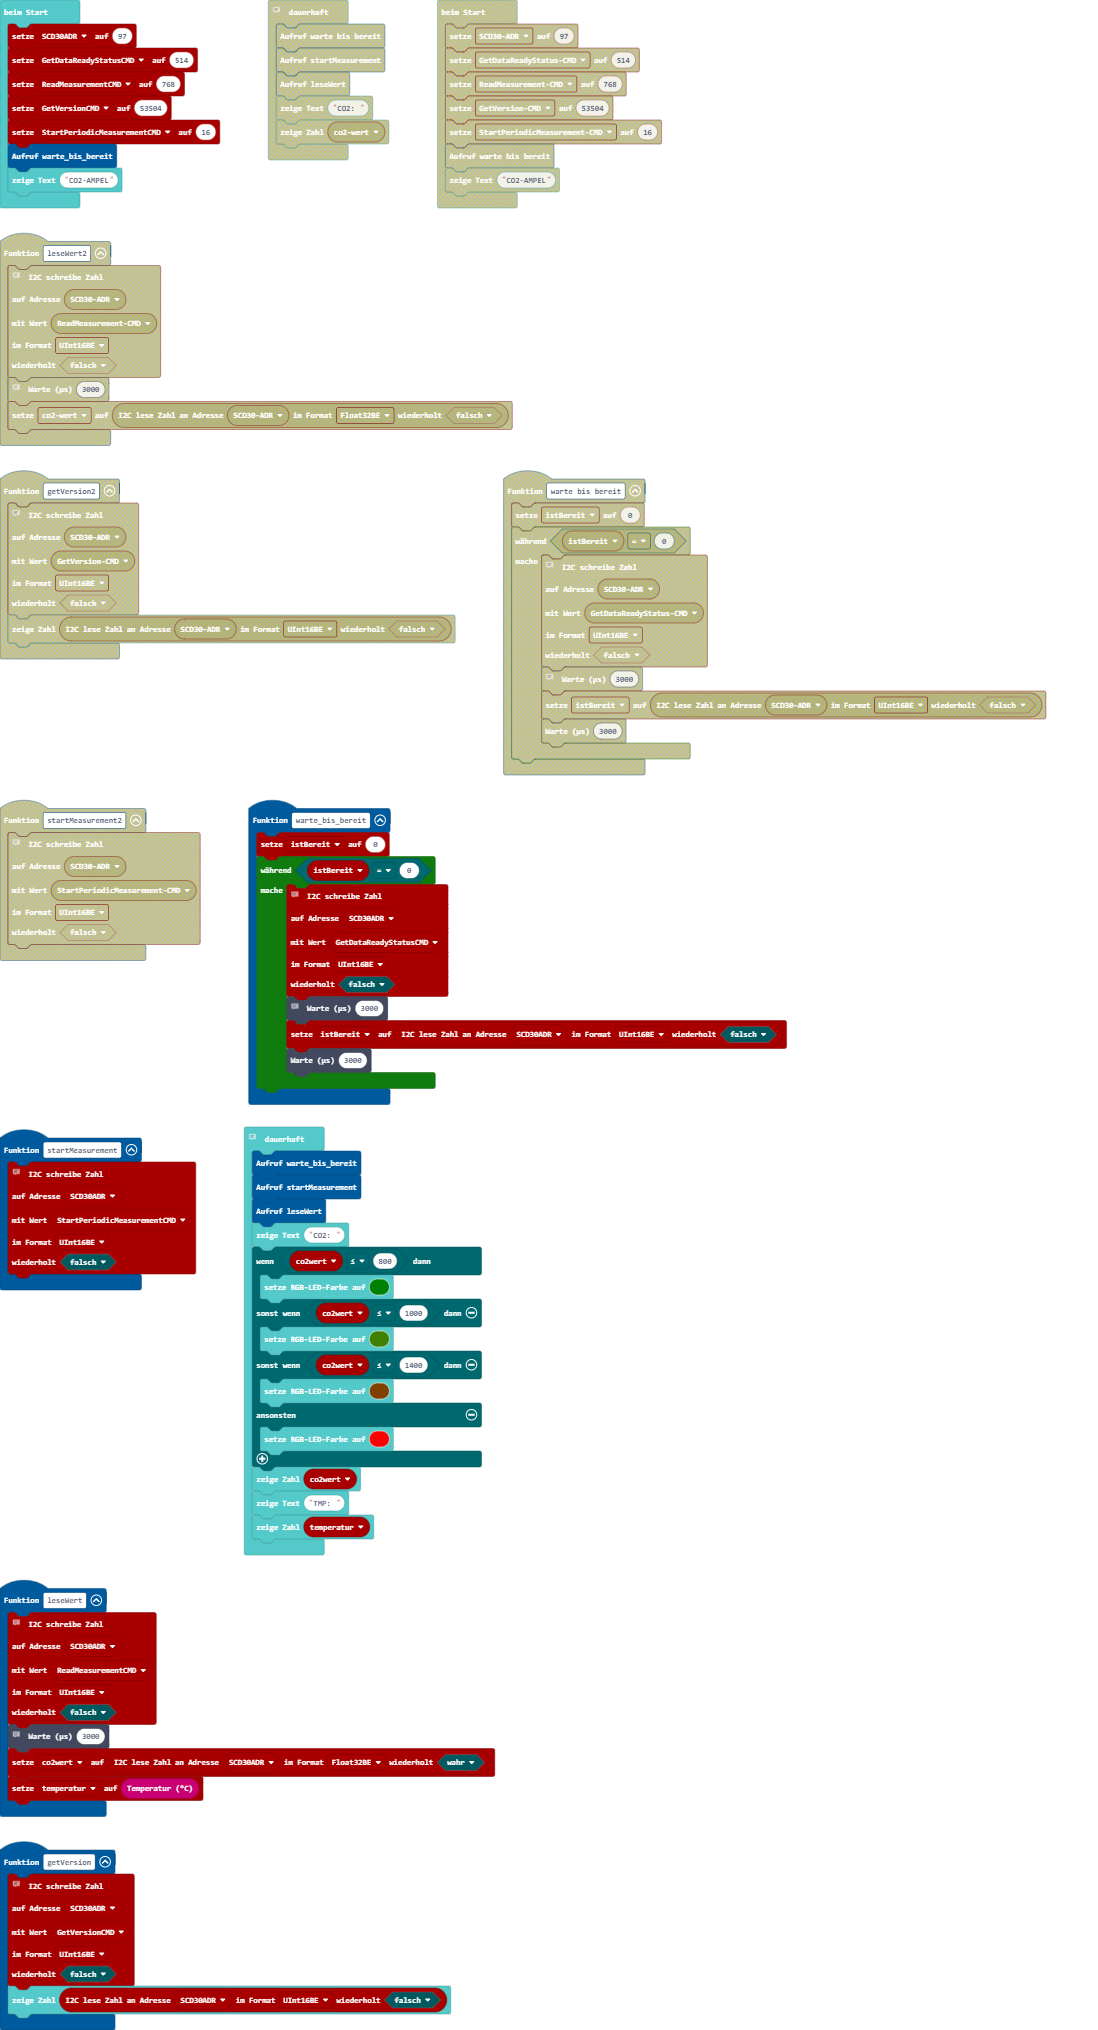 beim Start
setze SCD30ADR auf 97
setze GetDataReadyStatusCMD auf 514
setze ReadMeasurementCMD auf 768
setze GetVersionCMD auf 53504
setze StartPeriodicMeasurementCMD auf 16
Aufruf warte_bis_bereit
zeige Text "CO2-AMPEL"
dauerhaft
Aufruf warte bis bereit
Aufruf startMeasurement
Aufruf leseWert
zeige Text "CO2: "
zeige Zahl co2-wert
beim Start
setze SCD30-ADR auf 97
setze GetDataReadyStatus-CMD auf 514
setze ReadMeasurement-CMD auf 768
setze GetVersion-CMD auf 53504
setze StartPeriodicMeasurement-CMD auf 16
Aufruf warte bis bereit
zeige Text "CO2-AMPEL"
Funktion leseWert2
I2C schreibe Zahl
auf Adresse SCD30-ADR
mit Wert ReadMeasurement-CMD
im Format UInt16BE
wiederholt falsch
Warte (µs) 3000
setze co2-wert auf I2C lese Zahl an Adresse SCD30-ADR im Format Float32BE wiederholt falsch
Funktion getVersion2
I2C schreibe Zahl
auf Adresse SCD30-ADR
mit Wert GetVersion-CMD
im Format UInt16BE
wiederholt falsch
zeige Zahl I2C lese Zahl an Adresse SCD30-ADR im Format UInt16BE wiederholt falsch
Funktion warte bis bereit
setze istBereit auf 0
während istBereit = 0
mache I2C schreibe Zahl
auf Adresse SCD30-ADR
mit Wert GetDataReadyStatus-CMD
im Format UInt16BE
wiederholt falsch
Warte (µs) 3000
setze istBereit auf I2C lese Zahl an Adresse SCD30-ADR im Format UInt16BE wiederholt falsch
Warte (µs) 3000
Funktion startMeasurement2
I2C schreibe Zahl
auf Adresse SCD30-ADR
mit Wert StartPeriodicMeasurement-CMD
im Format UInt16BE
wiederholt falsch
Funktion warte_bis_bereit
setze istBereit auf 0
während istBereit = 0
mache I2C schreibe Zahl
auf Adresse SCD30ADR
mit Wert GetDataReadyStatusCMD
im Format UInt16BE
wiederholt falsch
Warte (µs) 3000
setze istBereit auf I2C lese Zahl an Adresse SCD30ADR im Format UInt16BE wiederholt falsch
Warte (µs) 3000
Funktion startMeasurement
I2C schreibe Zahl
auf Adresse SCD30ADR
mit Wert StartPeriodicMeasurementCMD
im Format UInt16BE
wiederholt falsch
dauerhaft
Aufruf warte_bis_bereit
Aufruf startMeasurement
Aufruf leseWert
zeige Text "CO2: "
wenn co2wert ≤ 800 dann
setze RGB-LED-Farbe auf
sonst wenn co2wert ≤ 1000 dann
setze RGB-LED-Farbe auf
sonst wenn co2wert ≤ 1400 dann
setze RGB-LED-Farbe auf
ansonsten
setze RGB-LED-Farbe auf
zeige Zahl co2wert
zeige Text "TMP: "
zeige Zahl temperatur
Funktion leseWert
I2C schreibe Zahl
auf Adresse SCD30ADR
mit Wert ReadMeasurementCMD
im Format UInt16BE
wiederholt falsch
Warte (µs) 3000
setze co2wert auf I2C lese Zahl an Adresse SCD30ADR im Format Float32BE wiederholt wahr
setze temperatur auf Temperatur (°C)
Funktion getVersion
I2C schreibe Zahl
auf Adresse SCD30ADR
mit Wert GetVersionCMD
im Format UInt16BE
wiederholt falsch
zeige Zahl I2C lese Zahl an Adresse SCD30ADR im Format UInt16BE wiederholt falsch